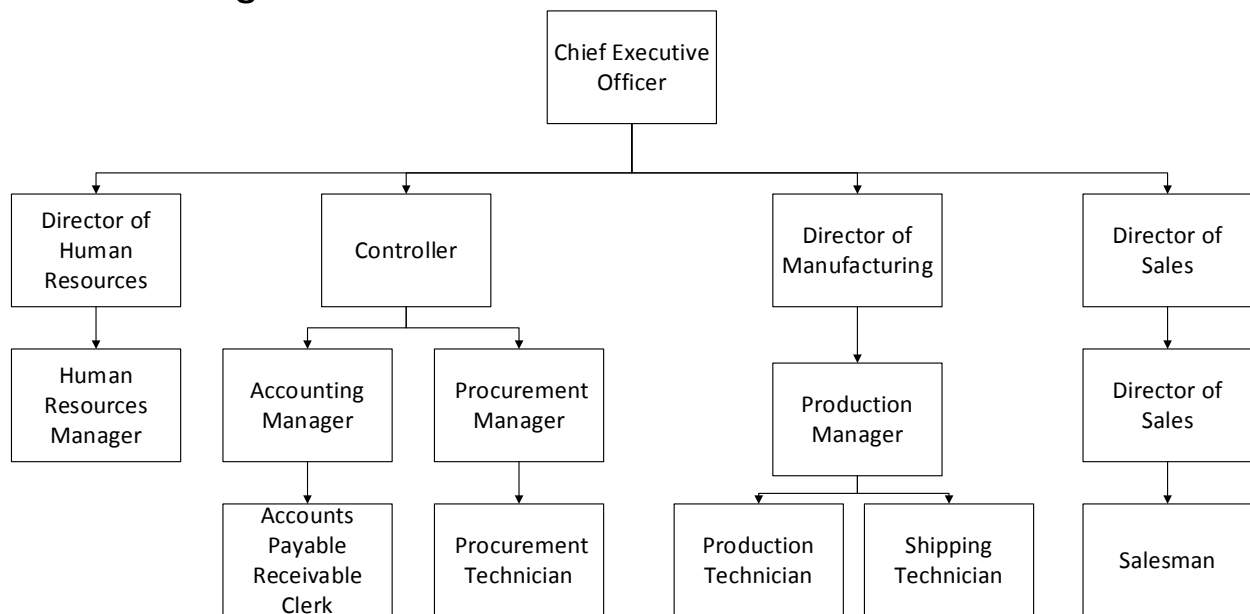 Chief Executive
Officer
Director of
Human
Resources
Controller
Director of
Manufacturing
Director of
Sales
Human
Resources
Manager
Accounting
Manager
Procurement
Manager
Production
Manager
Director of
Sales
Accounts
Payable
Receivable
Clerk
Procurement
Technician
Production
Technician
Shipping
Technician
Salesman